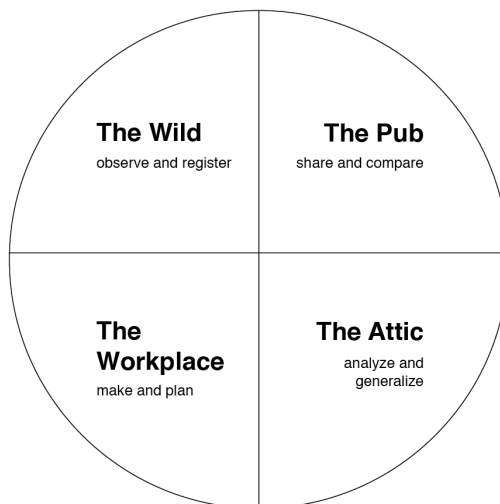 The Wild
observe and register
The Pub
share and compare
The
Workplace
make and plan
The Attic
analyze and
generalize